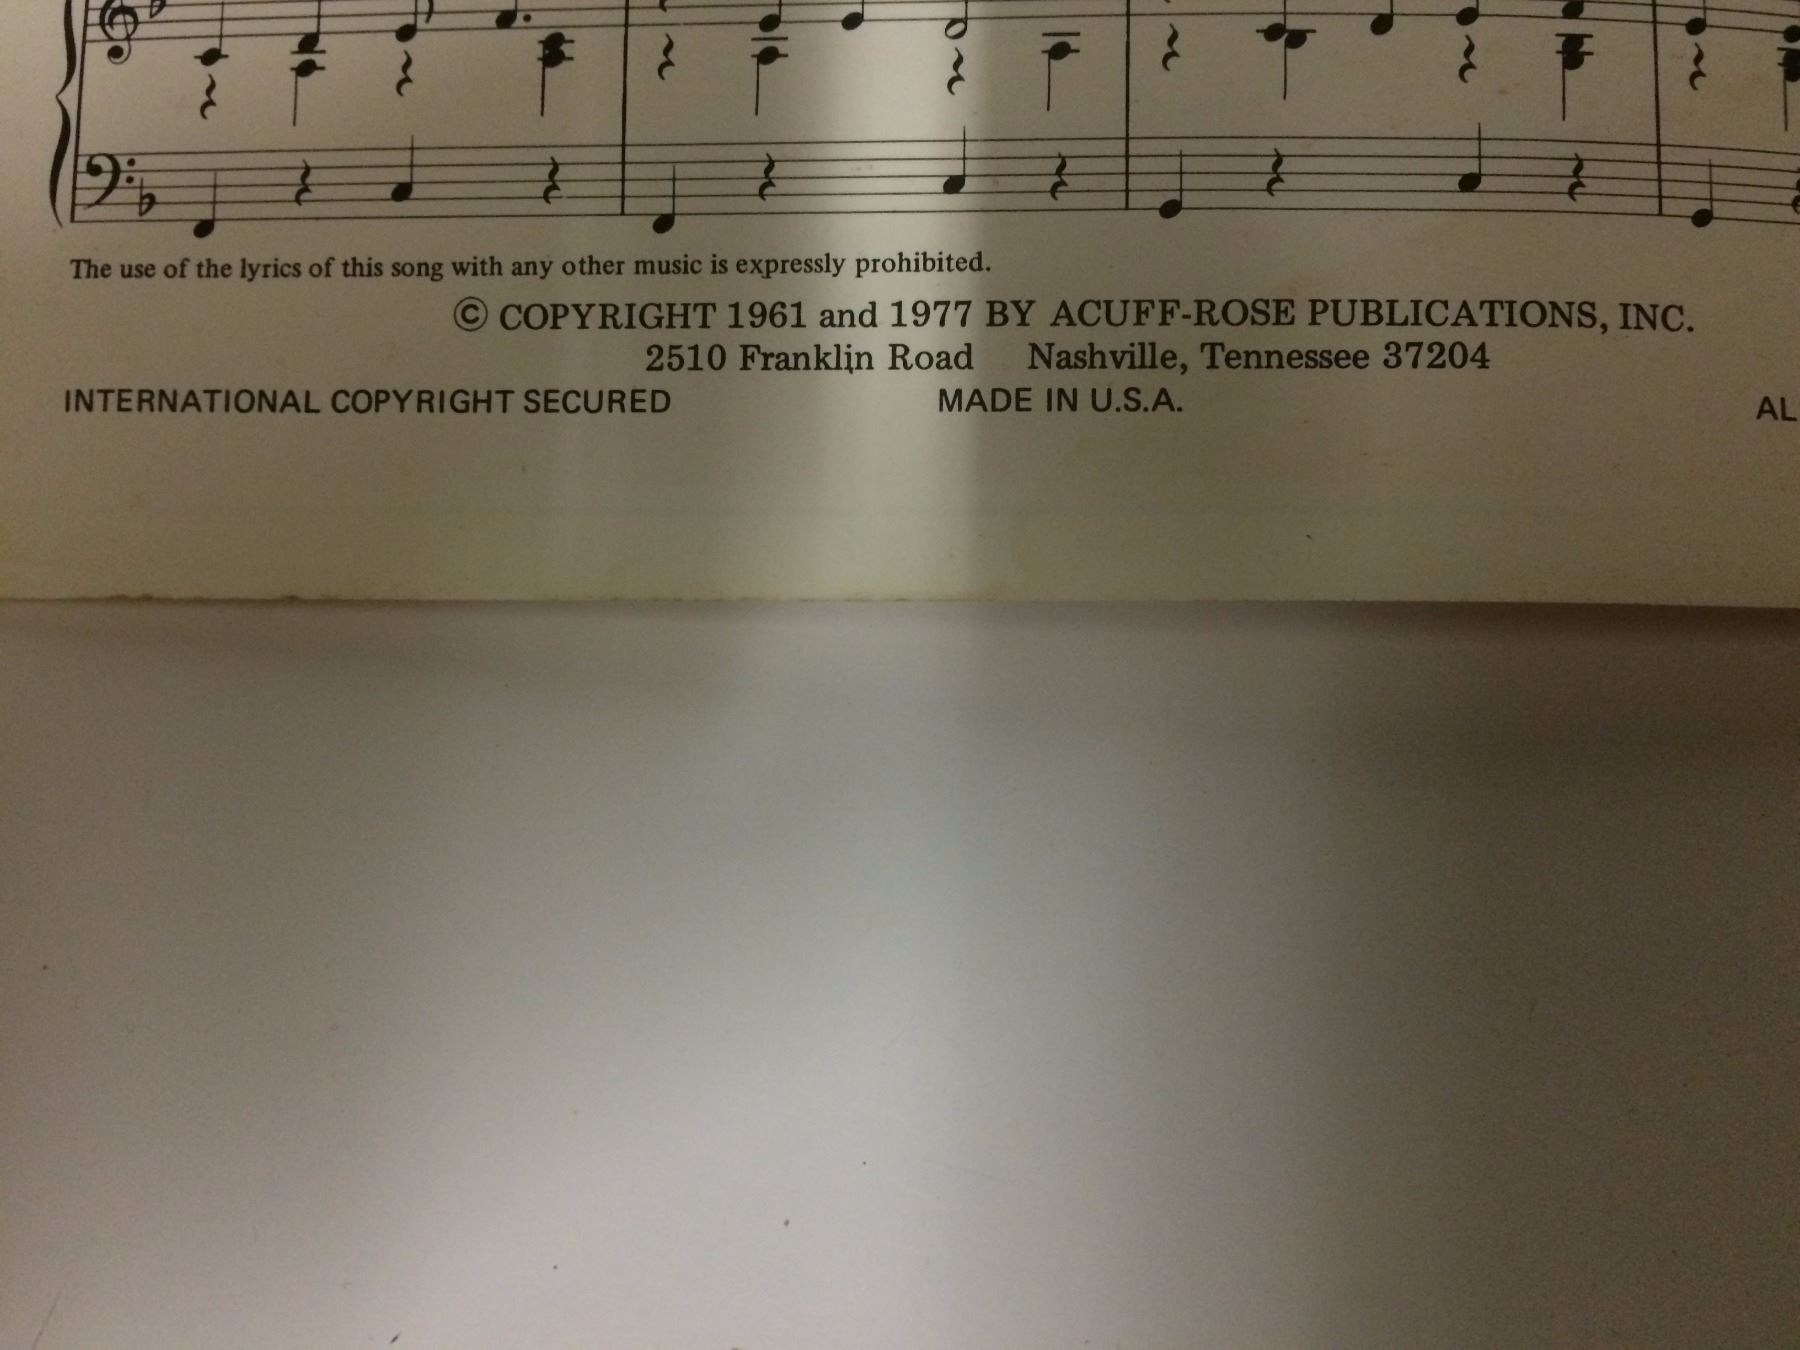 The use of the lyrics of this song with any other music is expressly prohibited.
© COPYRIGHT 1961 and 1977 BY ACUFF-ROSE PUBLICATIONS, INC.
2510 Franklin Road Nashville, Tennessee 37204
INTERNATIONAL COPYRIGHT SECURED MADE IN U.S.A. AL